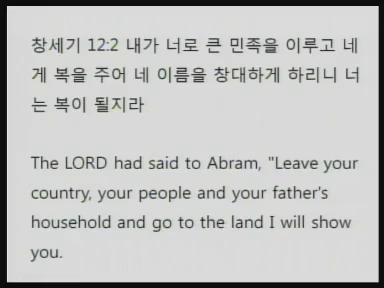 창세기 12:2 내가 너로 큰 민족을 이루고 네
게 복을 주어 네 이름을 창대하게 하리니 너
는 복이 될지라
The LORD had said to Abram, "Leave your
country, your people and your father's
household and go to the land I will show
you.